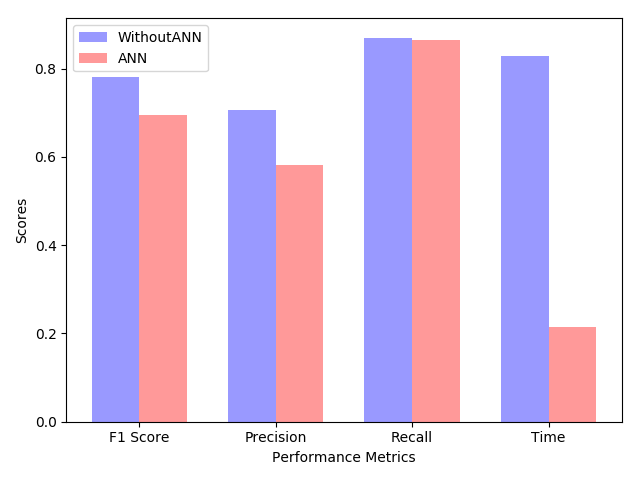 WithoutANN
ANN
Scores
0.8
0.6
0.4
0.2
0.0
F1 Score Precision Recall Time
Performance Metrics